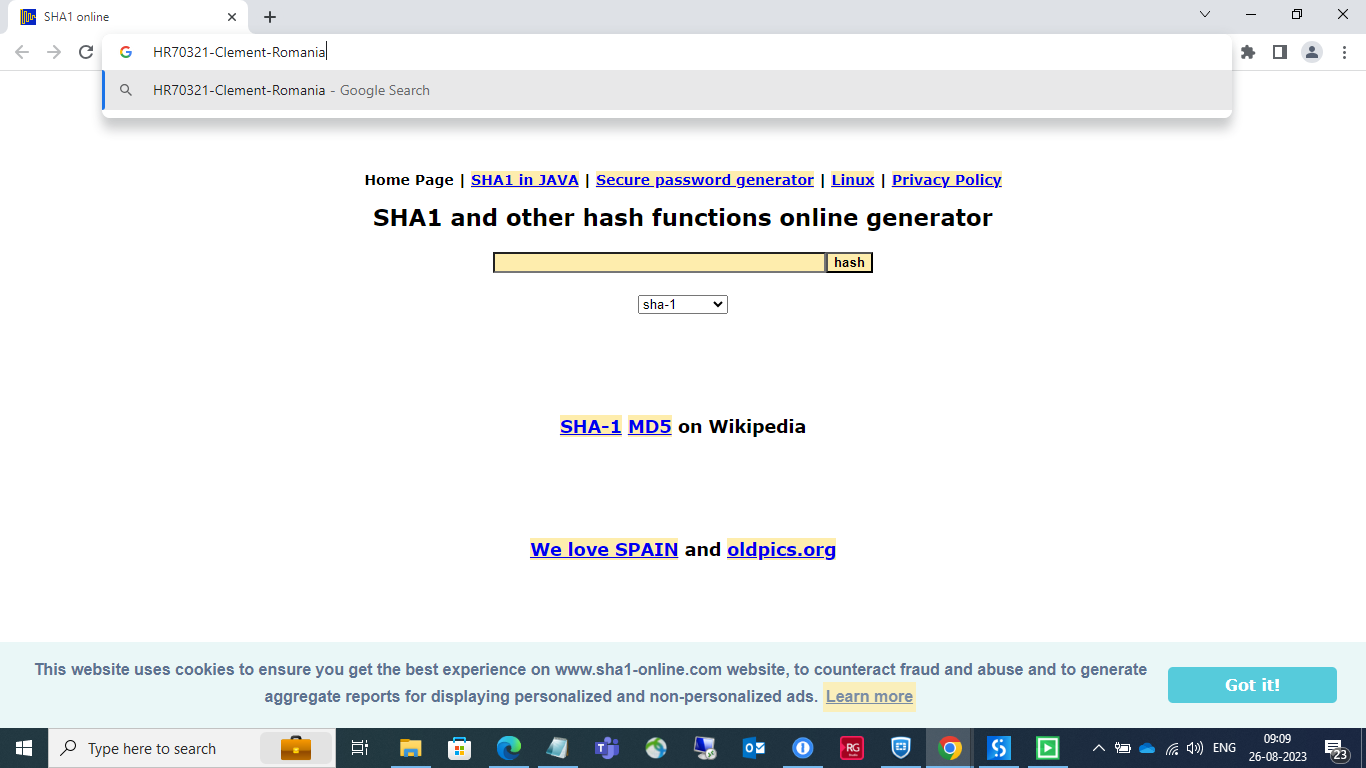 SHA1 online
HR70321-Clement-Romania
HR70321-Clement-Romania - Google Search
Home Page | SHA1 in JAVA | Secure password generator | Linux | Privacy Policy
SHA1 and other hash functions online generator
hash
sha-1
SHA-1 MD5 on Wikipedia
We love SPAIN and oldpics.org
This website uses cookies to ensure you get the best experience on www.sha1-online.com website, to counteract fraud and abuse and to generate
aggregate reports for displaying personalized and non-personalized ads. Learn more
Got it!
Type here to search
RG
ENG
09:09
26-08-2023
23